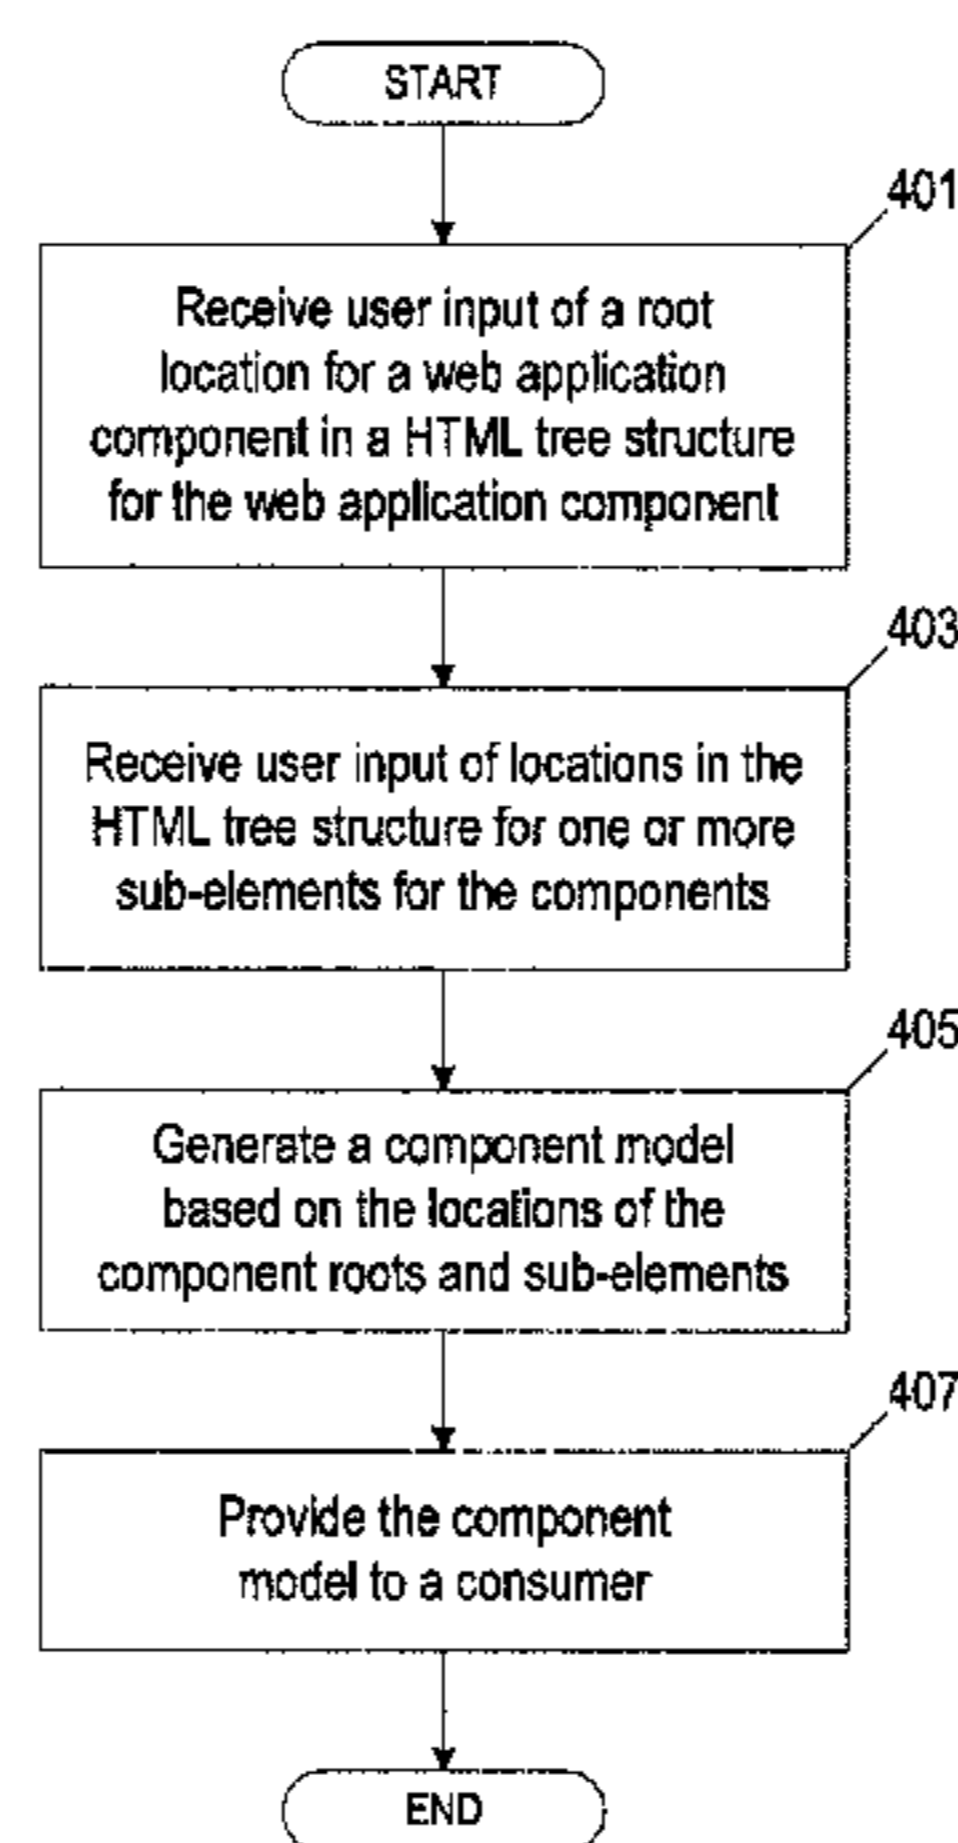 START
401
Receive user input of a root
location for a web application
component in a HTML tree structure
for the web application component
403
Receive user input of locations in the
HTML tree structure for one or more
sub-elements for the components
405
Generate a component model
based on the locations of the
component roots and sub-elements
407
Provide the component
model to a consumer
END